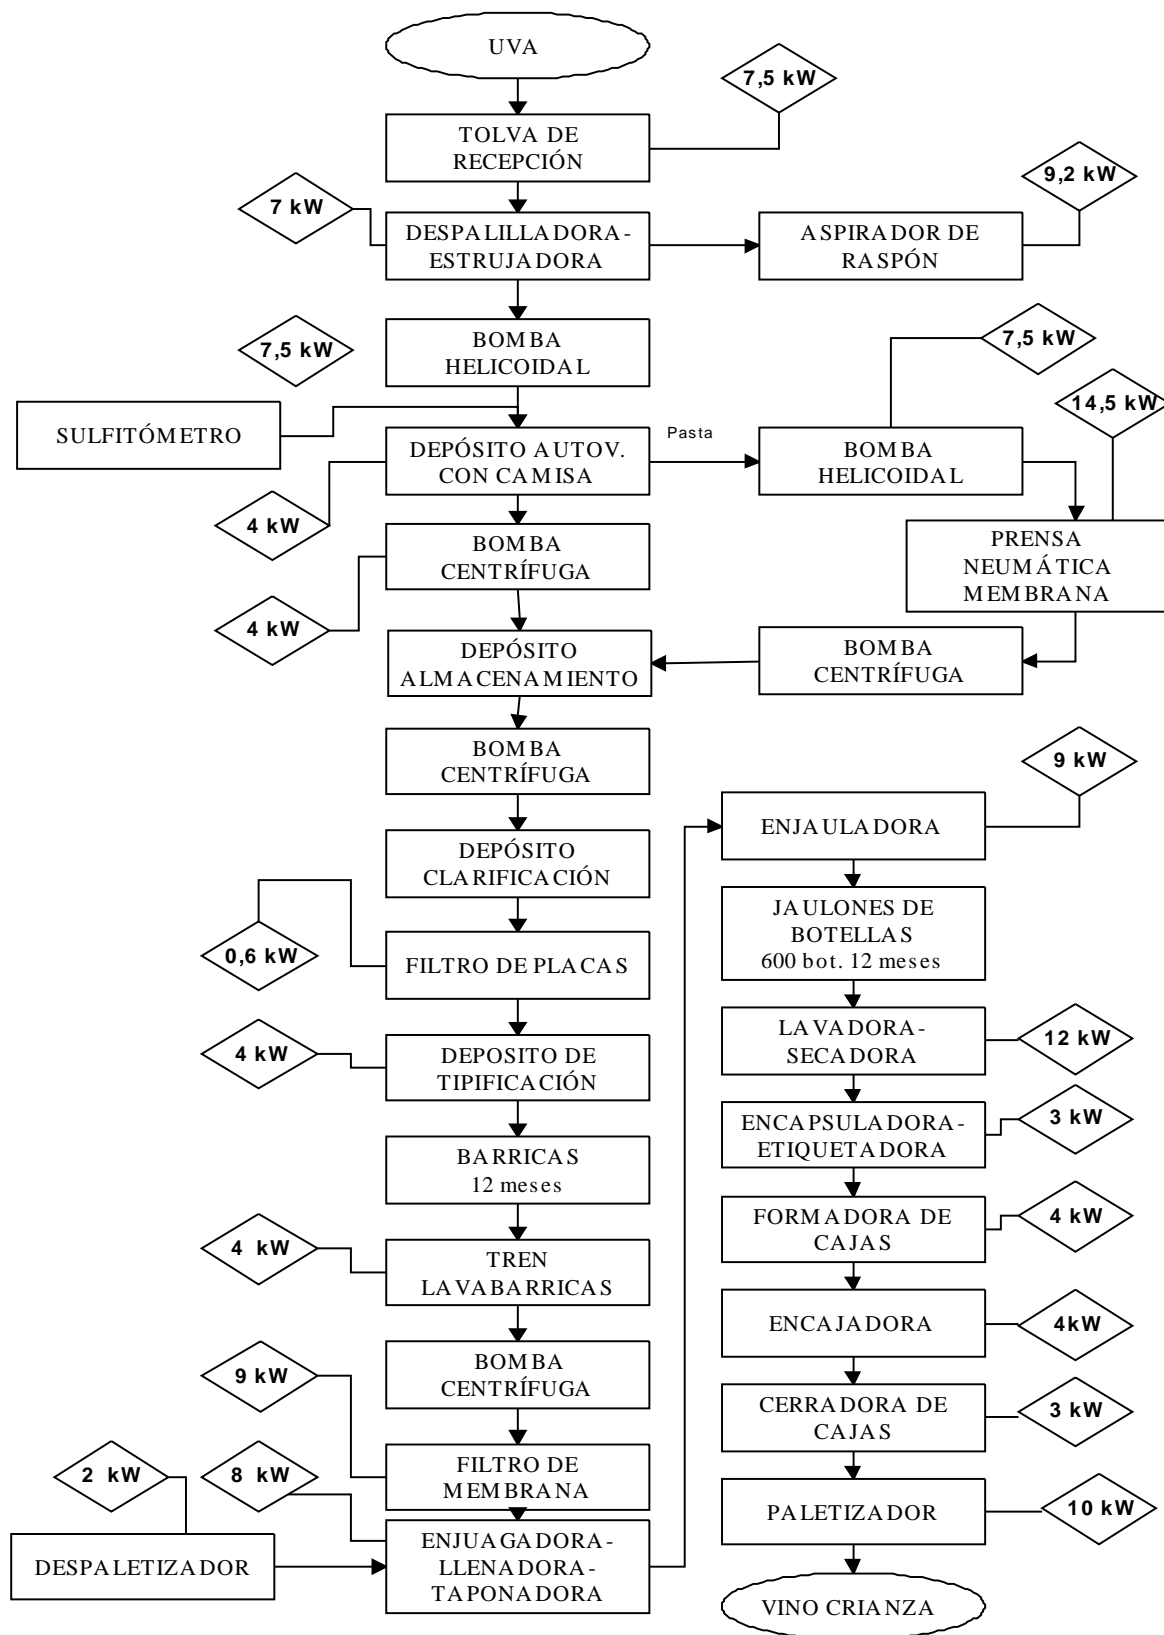 UVA
7,5 kW
TOLVA DE
RECEPCIÓN
7 kW
DESPALILLADORA-
ESTRUJADORA
ASPIRADOR DE
RASPÓN
9,2 kW
7,5 kW
BOMBA
HELICOIDAL
7,5 kW
14,5 kW
SULFITÓMETRO
DEPÓSITO AUTOV.
CON CAMISA
Pasta
BOMBA
HELICOIDAL
4 kW
BOMBA
CENTRÍFUGA
PRENSA
NEUMÁTICA
MEMBRANA
4 kW
DEPÓSITO
ALMACENAMIENTO
BOMBA
CENTRÍFUGA
BOMBA
CENTRÍFUGA
DEPÓSITO
CLARIFICACIÓN
0,6 kW
FILTRO DE PLACAS
4 kW
DEPOSITO DE
TIPIFICACIÓN
BARRICAS
12 meses
4 kW
TREN
LAVABARRICAS
BOMBA
CENTRÍFUGA
9 kW
FILTRO DE
MEMBRANA
2 kW
8 kW
DESPALETIZADOR
ENJUAGADORA-
LLENADORA-
TAPONADORA
9 kW
ENJAULADORA
JAULONES DE
BOTELLAS
600 bot. 12 meses
LAVADORA-
SECADORA
12 kW
ENCAPSULADORA-
ETIQUETADORA
3 kW
FORMADORA DE
CAJAS
4 kW
ENCAJADORA
4kW
CERRADORA DE
CAJAS
3 kW
PALETIZADOR
10 kW
VINO CRIANZA